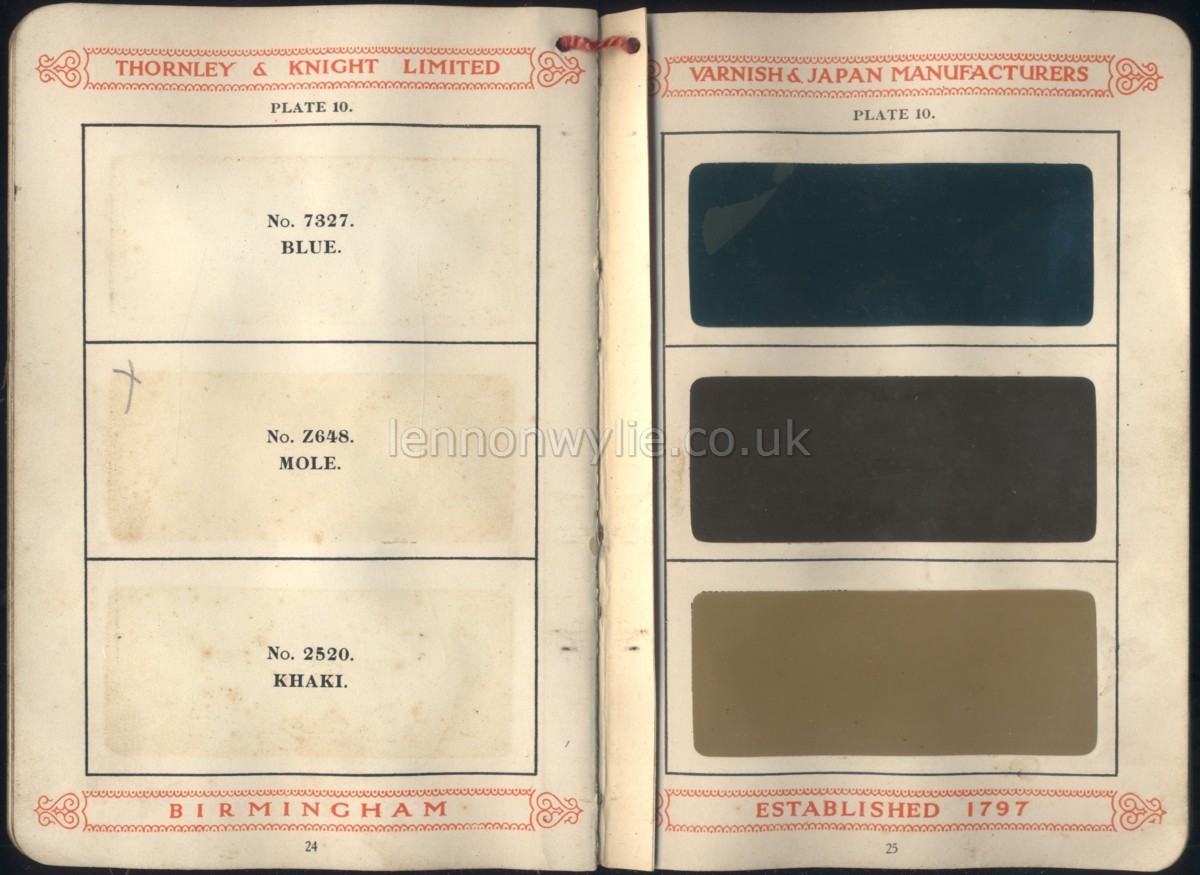 THORNLEY & KNIGHT LIMITED
PLATE 10.
No. 7327.
BLUE.
No. Z648.
MOLE.
No. 2520.
KHAKI.
BIRMINGHAM
24
VARNISH & JAPAN MANUFACTURERS
PLATE 10.
ESTABLISHED 1797
25
lennonwylie.co.uk